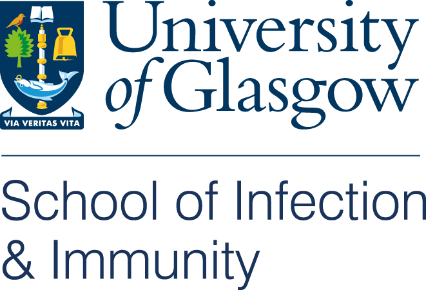 University
of Glasgow
VIA VERITAS VITA
School of Infection
& Immunity